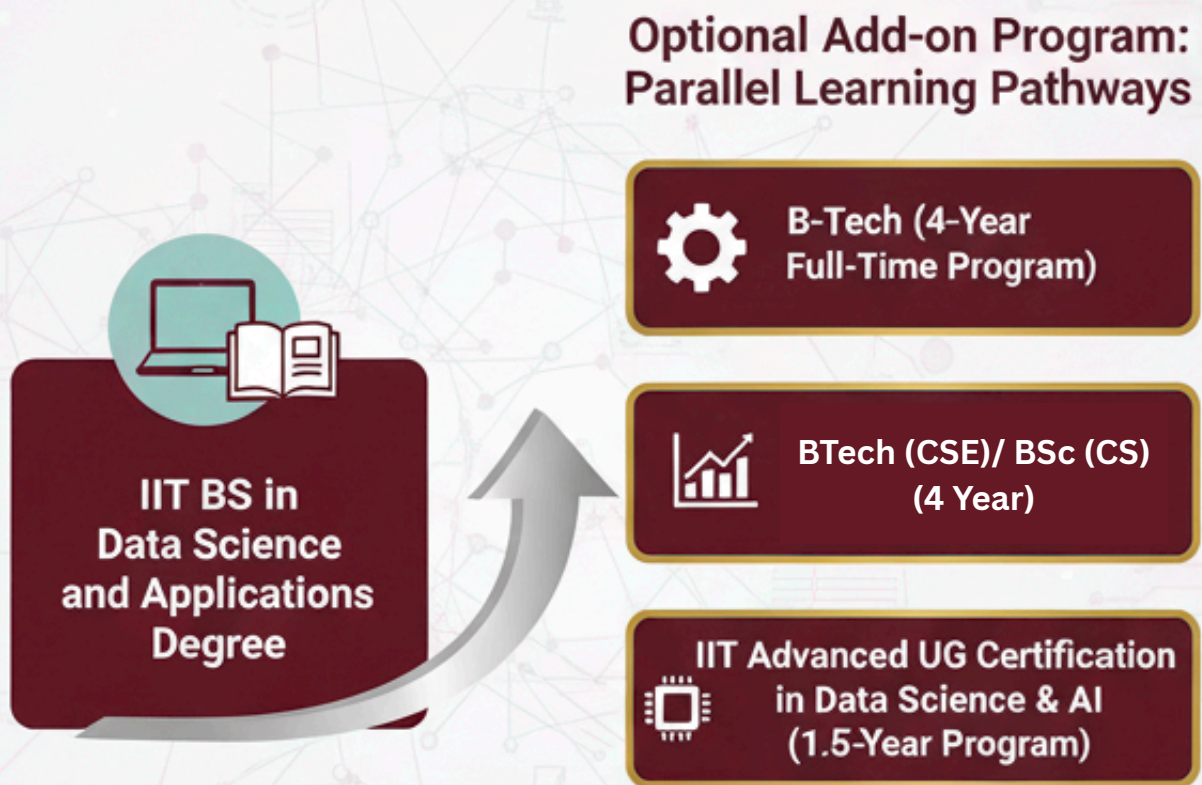 Optional Add-on Program:
Parallel Learning Pathways
B-Tech (4-Year
Full-Time Program)
IIT BS in
Data Science
and Applications
Degree
BTech (CSE)/ BSc (CS)
(4 Year)
IIT Advanced UG Certification
in Data Science & AI
(1.5-Year Program)